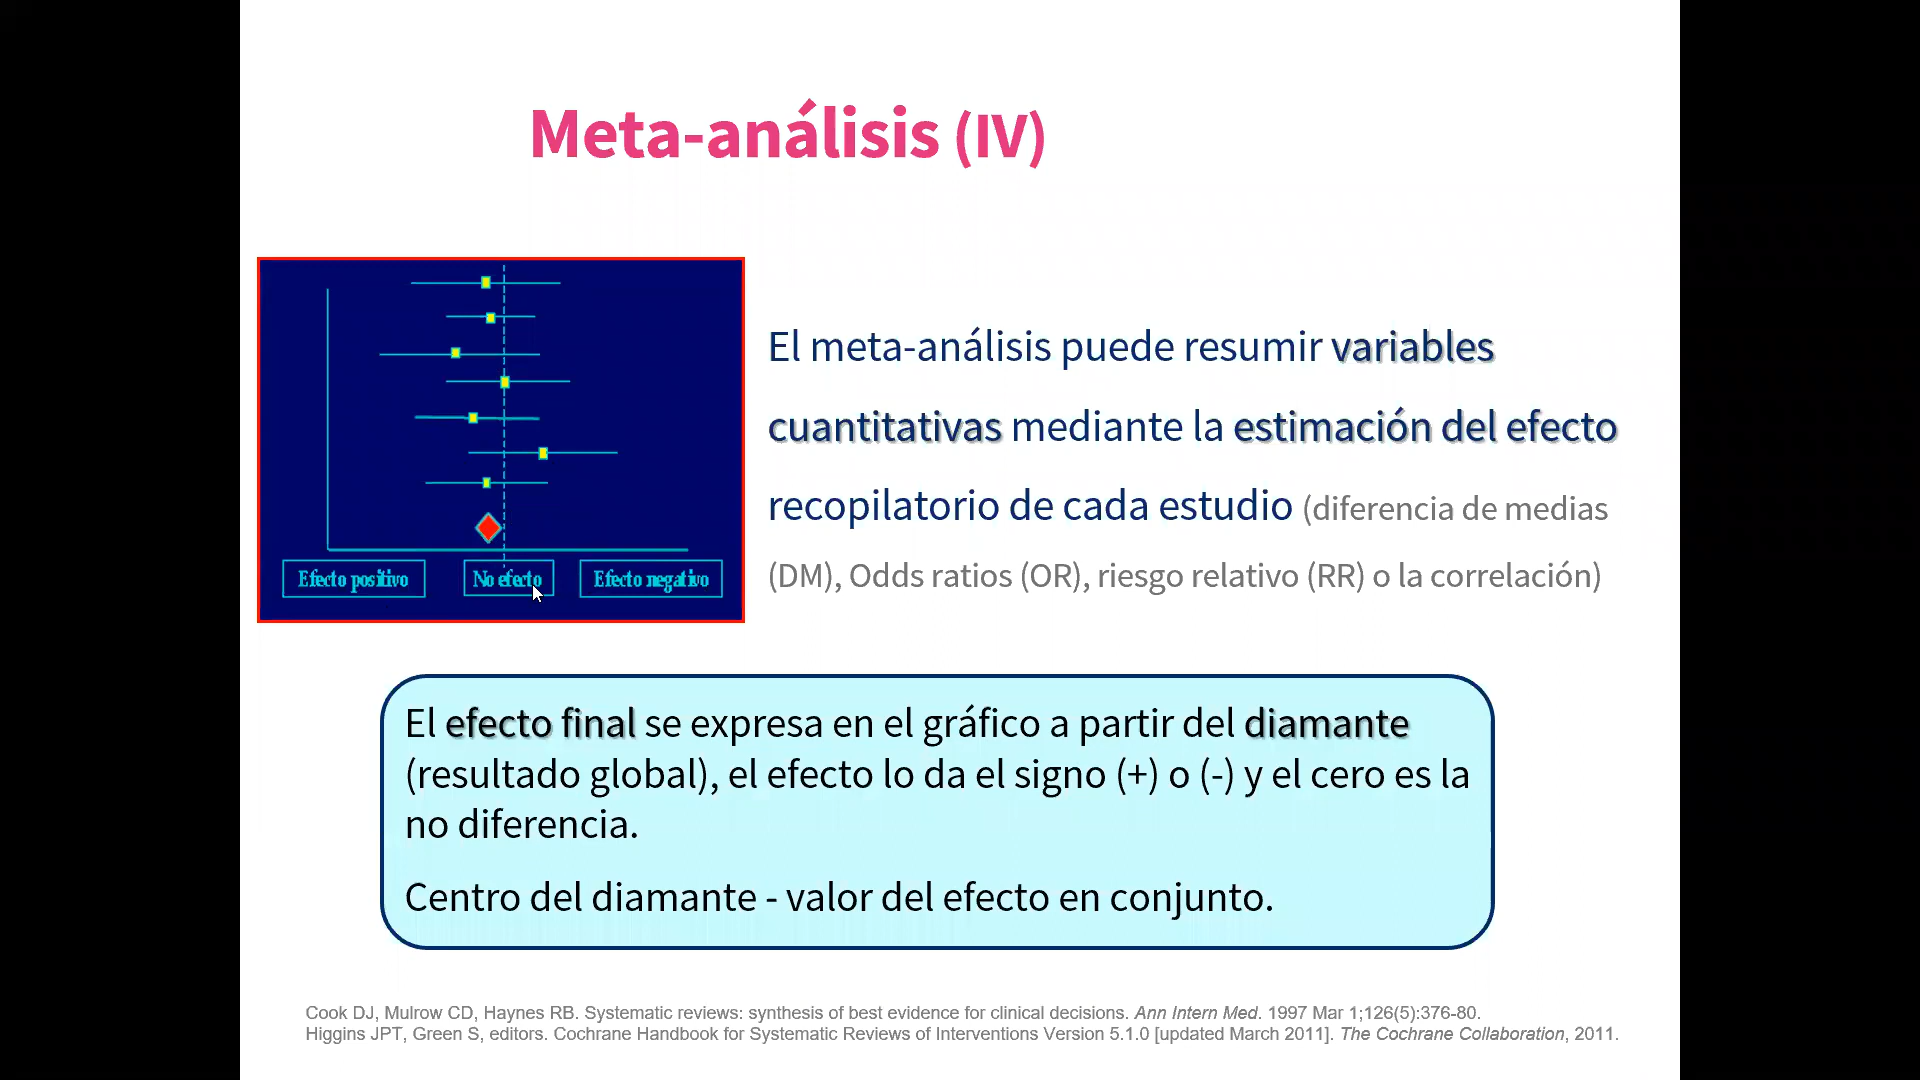 Meta-análisis (IV)
Efecto positivo
No efecto
Efecto negativo
El meta-análisis puede resumir variables
cuantitativas mediante la estimación del efecto
recopilatorio de cada estudio (diferencia de medias
(DM), Odds ratios (OR), riesgo relativo (RR) o la correlación)
El efecto final se expresa en el gráfico a partir del diamante
(resultado global), el efecto lo da el signo (+) o (-) y el cero es la
no diferencia.
Centro del diamante - valor del efecto en conjunto.
Cook DJ, Mulrow CD, Haynes RB. Systematic reviews: synthesis of best evidence for clinical decisions. Ann Intern Med. 1997 Mar 1;126(5):376-80.
Higgins JPT, Green S, editors. Cochrane Handbook for Systematic Reviews of Interventions Version 5.1.0 [updated March 2011]. The Cochrane Collaboration, 2011.